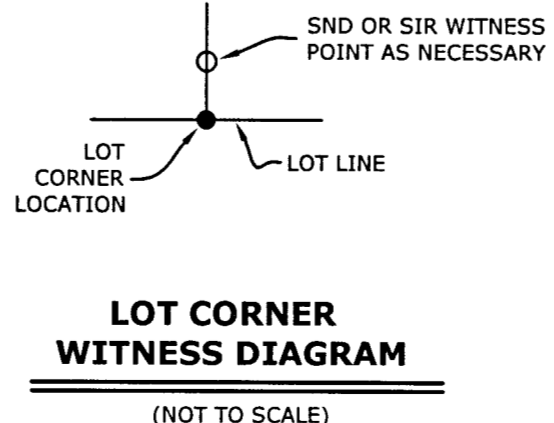 SND OR SIR WITNESS
POINT AS NECESSARY
LOT
CORNER
LOCATION
LOT LINE
LOT CORNER
WITNESS DIAGRAM
(NOT TO SCALE)